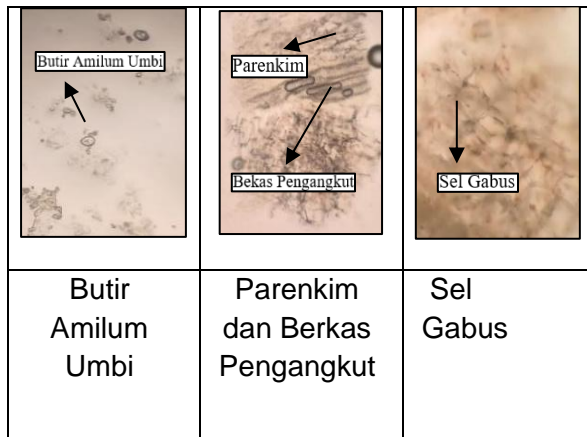 Butir Amilum Umbi
Parenkim
Bekas Pengangkut
Sel Gabus
Butir
Amilum
Umbi
Parenkim
dan Berkas
Pengangkut
Sel
Gabus